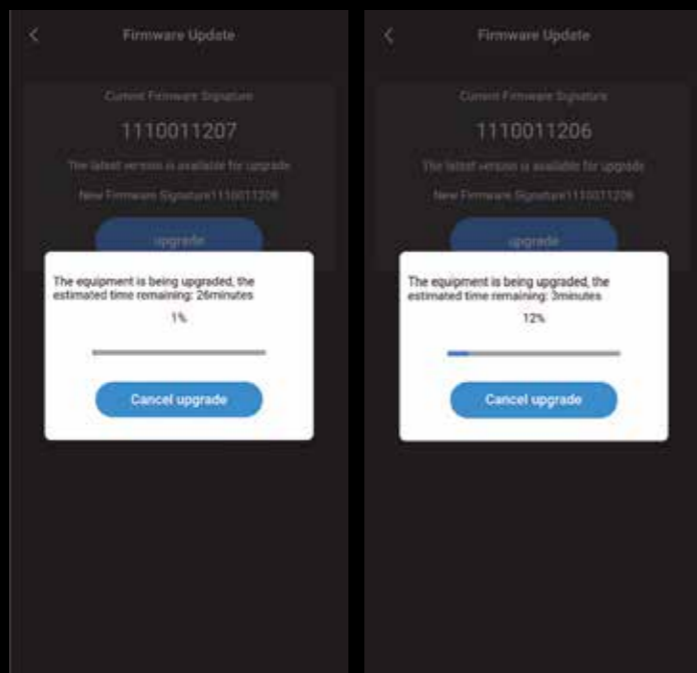 Firmware Update
Current Firmware Signature
1110011207
The latest version is available for upgrade
New Firmware Signature1110011206
upgrade
The equipment is being upgraded, the
estimated time remaining: 26minutes
1%
Cancel upgrade
Firmware Update
Current Firmware Signature
1110011206
The latest version is available for upgrade
New Firmware Signature1110011206
upgrade
The equipment is being upgraded, the
estimated time remaining: 3minutes
12%
Cancel upgrade